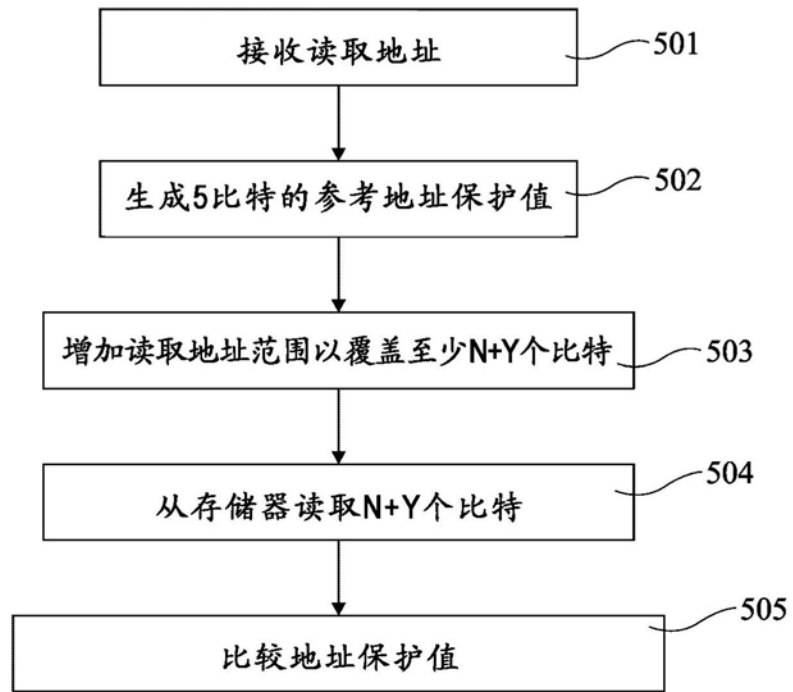 接收读取地址
501
生成5比特的参考地址保护值
502
增加读取地址范围以覆盖至少N+Y个比特
503
从存储器读取N+Y个比特
504
比较地址保护值
505